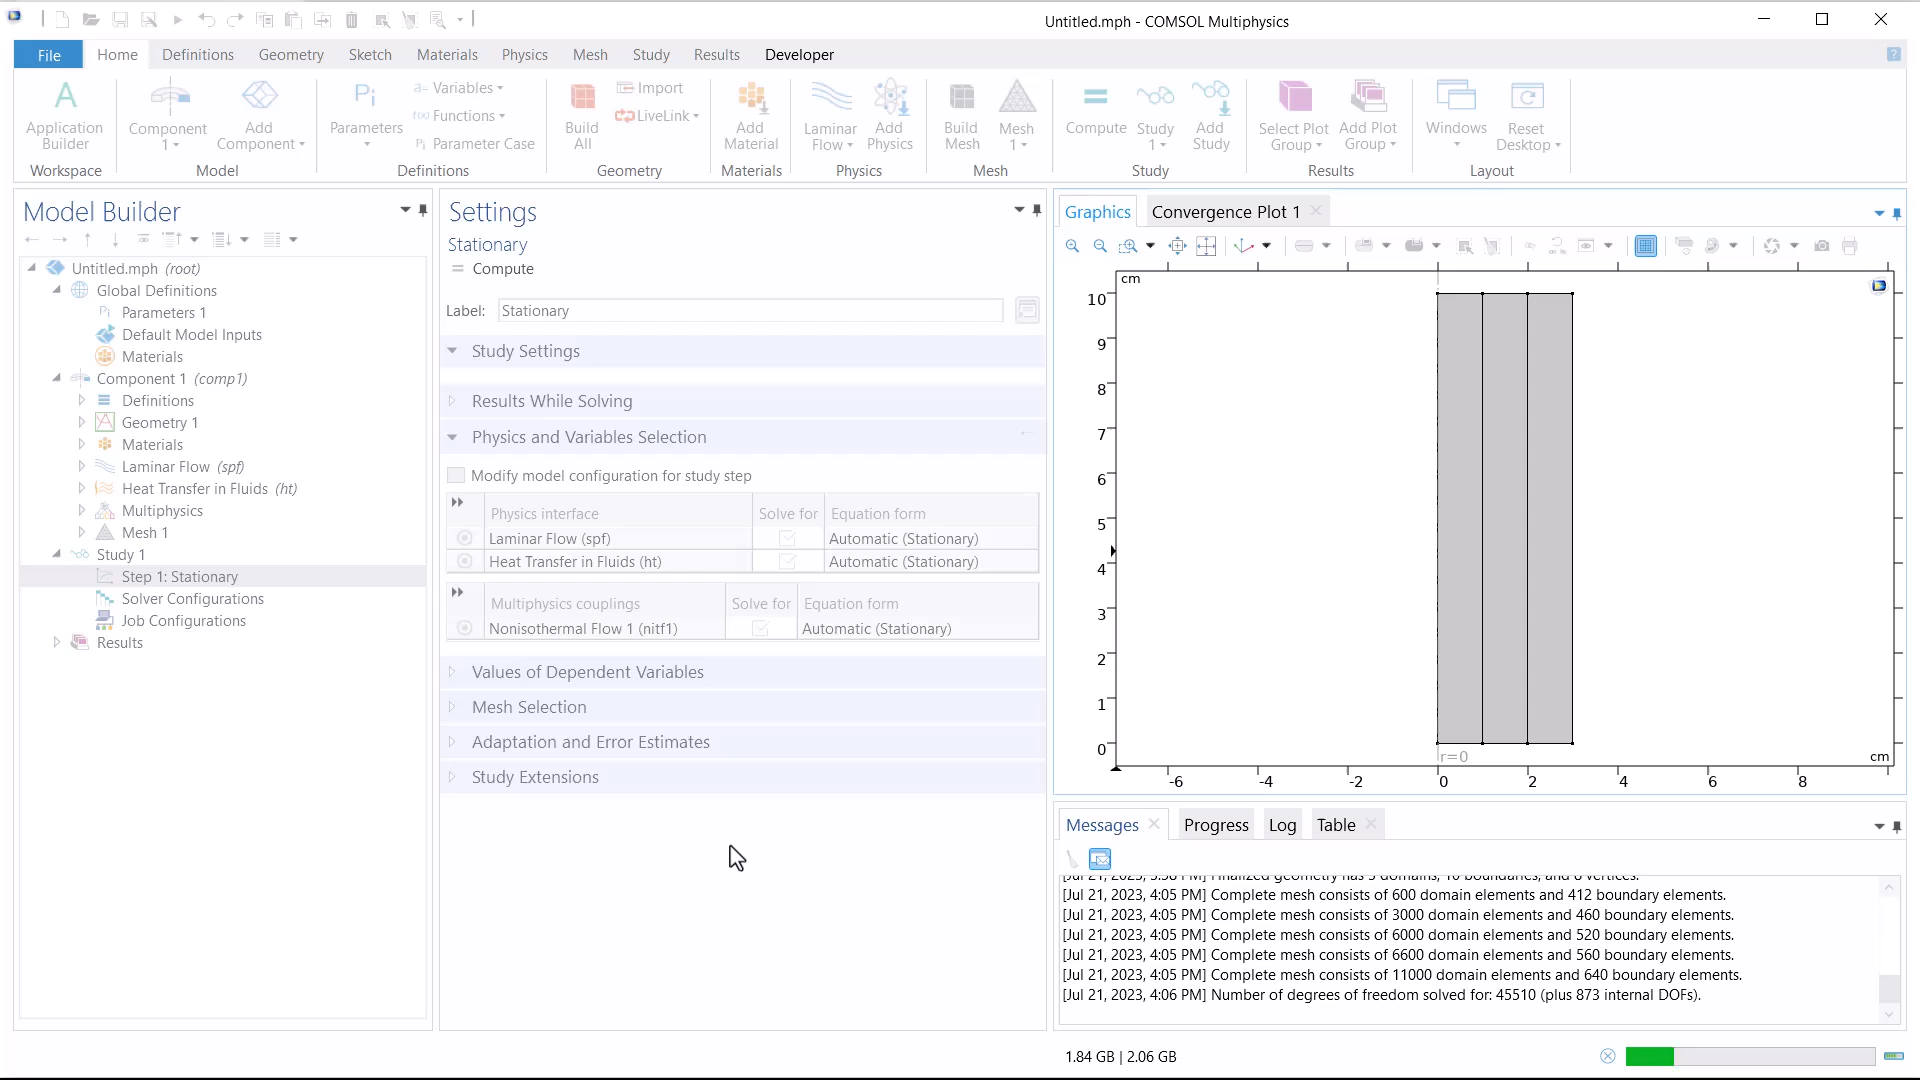 Untitled.mph - COMSOL Multiphysics
File Home Definitions Geometry Sketch Materials Physics Mesh Study Results Developer
Application Builder
Workspace
Component 1
Add Component
Model
Pi Parameters
a= Variables
f(x) Functions
Pi Parameter Case
Definitions
Build All
Import
LiveLink
Geometry
Add Material
Materials
Laminar Flow
Add Physics
Physics
Build Mesh
Mesh 1
Mesh
Compute
Study 1
Add Study
Study
Select Plot Group
Add Plot Group
Results
Windows
Reset Desktop
Layout
Model Builder
Untitled.mph (root)
Global Definitions
Pi Parameters 1
Default Model Inputs
Materials
Component 1 (comp1)
Definitions
Geometry 1
Materials
Laminar Flow (spf)
Heat Transfer in Fluids (ht)
Multiphysics
Mesh 1
Study 1
Step 1: Stationary
Solver Configurations
Job Configurations
Results
Settings
Stationary
= Compute
Label: Stationary
Study Settings
Results While Solving
Physics and Variables Selection
Modify model configuration for study step
Physics interface Solve for Equation form
Laminar Flow (spf) Automatic (Stationary)
Heat Transfer in Fluids (ht) Automatic (Stationary)
Multiphysics couplings Solve for Equation form
Nonisothermal Flow 1 (nitf1) Automatic (Stationary)
Values of Dependent Variables
Mesh Selection
Adaptation and Error Estimates
Study Extensions
Graphics Convergence Plot 1
cm
10
9
8
7
6
5
4
3
2
1
0
r=0
cm
-6 -4 -2 0 2 4 6 8
Messages Progress Log Table
[Jul 21, 2023, 4:05 PM] Complete mesh consists of 600 domain elements and 412 boundary elements.
[Jul 21, 2023, 4:05 PM] Complete mesh consists of 3000 domain elements and 460 boundary elements.
[Jul 21, 2023, 4:05 PM] Complete mesh consists of 6000 domain elements and 520 boundary elements.
[Jul 21, 2023, 4:05 PM] Complete mesh consists of 6600 domain elements and 560 boundary elements.
[Jul 21, 2023, 4:05 PM] Complete mesh consists of 11000 domain elements and 640 boundary elements.
[Jul 21, 2023, 4:06 PM] Number of degrees of freedom solved for: 45510 (plus 873 internal DOFs).
1.84 GB | 2.06 GB